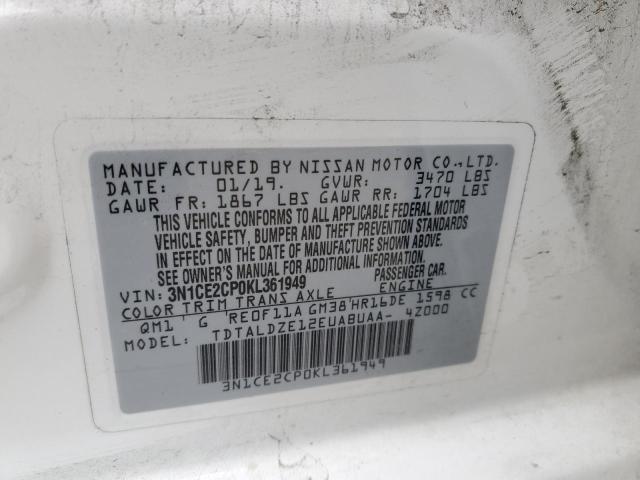 MANUFACTURED BY NISSAN MOTOR CO.,LTD.
DATE: 01/19. GVWR: 3470 LBS
GAWR FR: 1867 LBS GAWR RR: 1704 LBS
THIS VEHICLE CONFORMS TO ALL APPLICABLE FEDERAL MOTOR
VEHICLE SAFETY, BUMPER AND THEFT PREVENTION STANDARDS
IN EFFECT ON THE DATE OF MANUFACTURE SHOWN ABOVE.
SEE OWNER'S MANUAL FOR ADDITIONAL INFORMATION.
VIN: 3N1CE2CP0KL361949 PASSENGER CAR.
COLOR TRIM TRANS AXLE ENGINE
QM1' G RE0F11A GM38'HR16DE 1598 CC
MODEL: TDTALDZE12EUABUAA- 4Z000
3N1CE2CP0KL361949